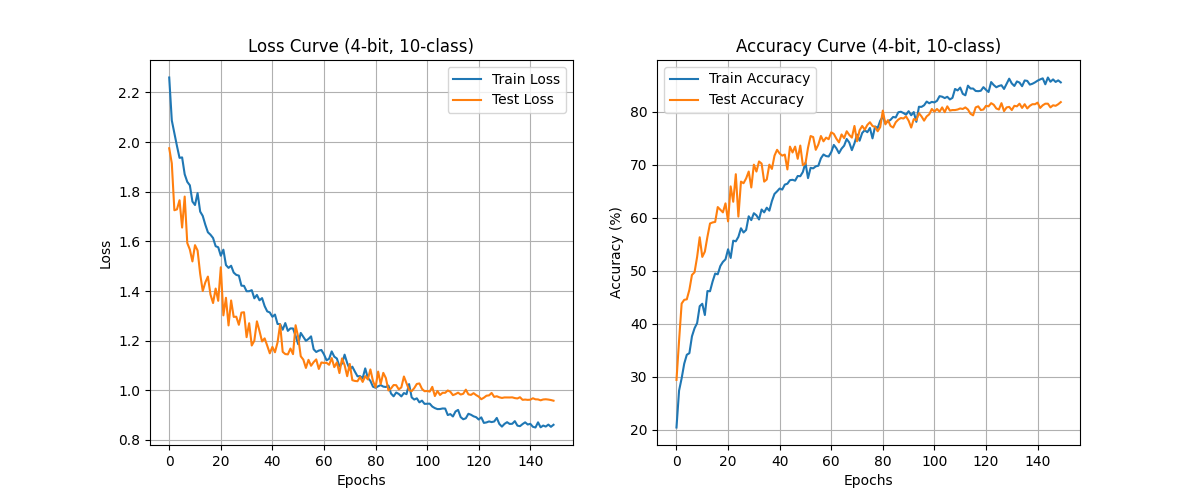 Loss Curve (4-bit, 10-class)
Train Loss
Test Loss
Loss
2.2
2.0
1.8
1.6
1.4
1.2
1.0
0.8
0 20 40 60 80 100 120 140
Epochs
Accuracy Curve (4-bit, 10-class)
Train Accuracy
Test Accuracy
Accuracy (%)
80
70
60
50
40
30
20
0 20 40 60 80 100 120 140
Epochs